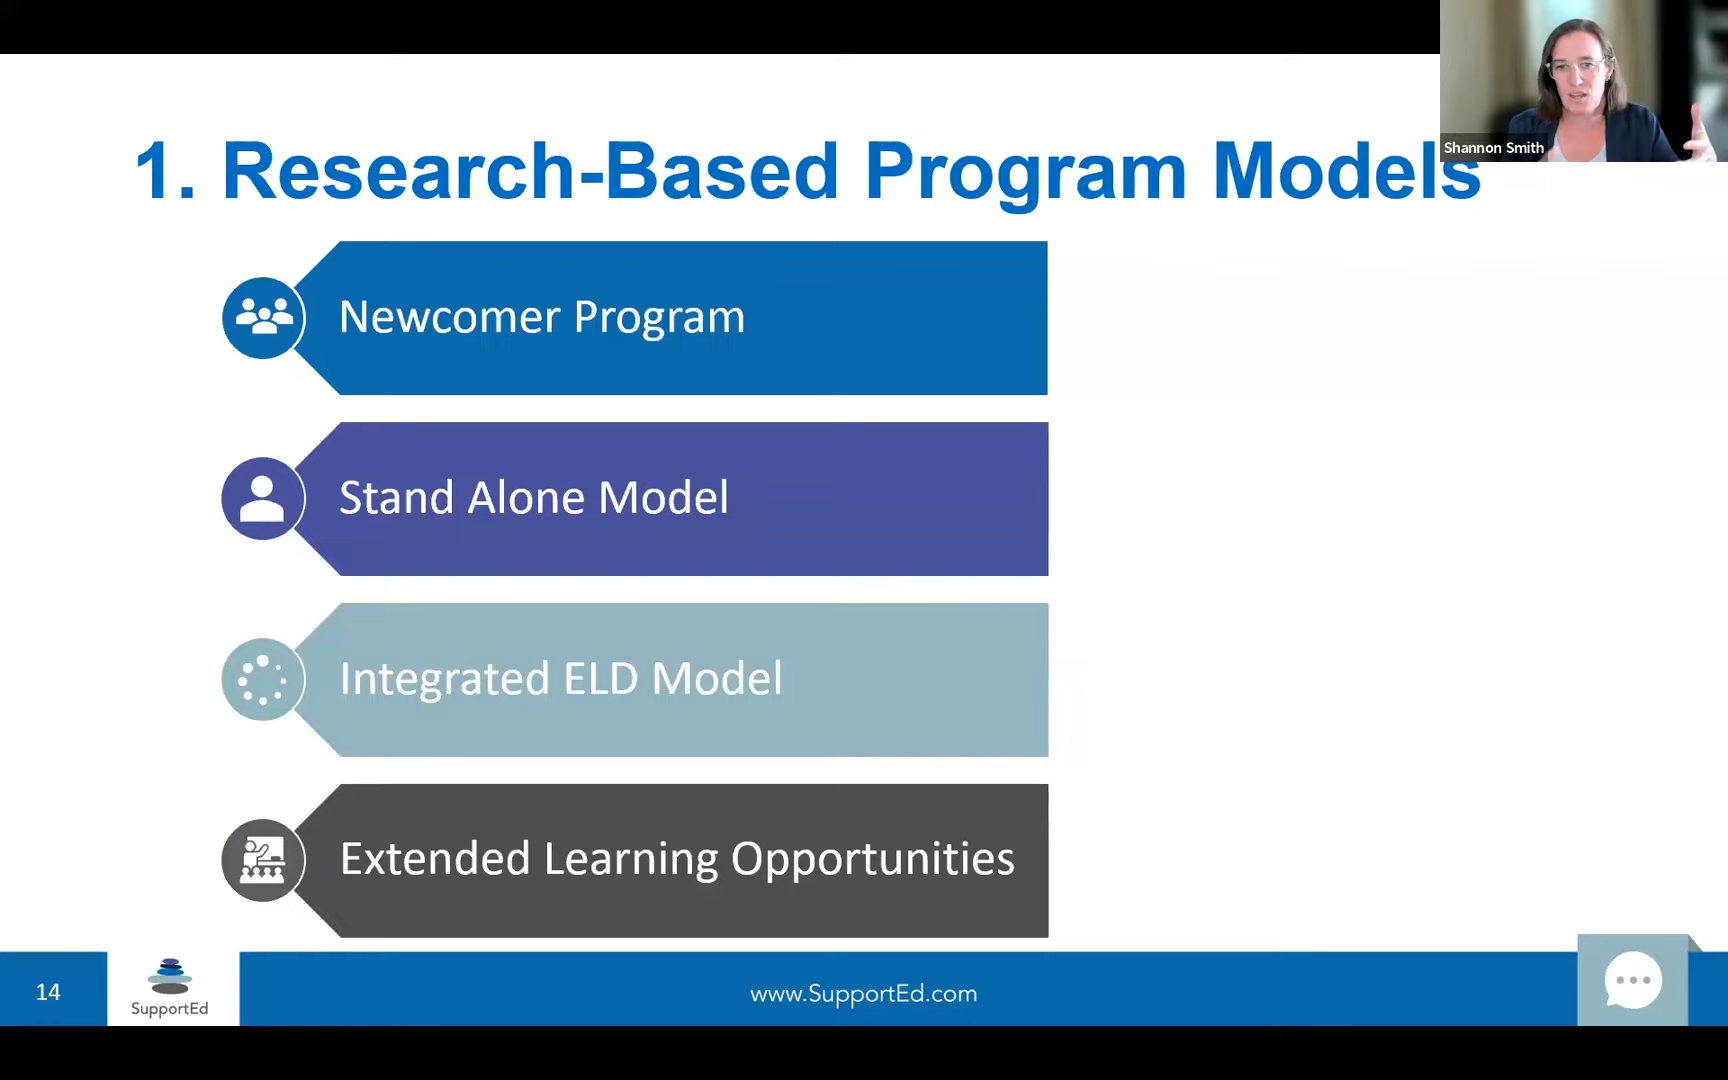 Shannon Smith
1. Research-Based Program Models
Newcomer Program
Stand Alone Model
Integrated ELD Model
Extended Learning Opportunities
14
SupportEd
www.SupportEd.com